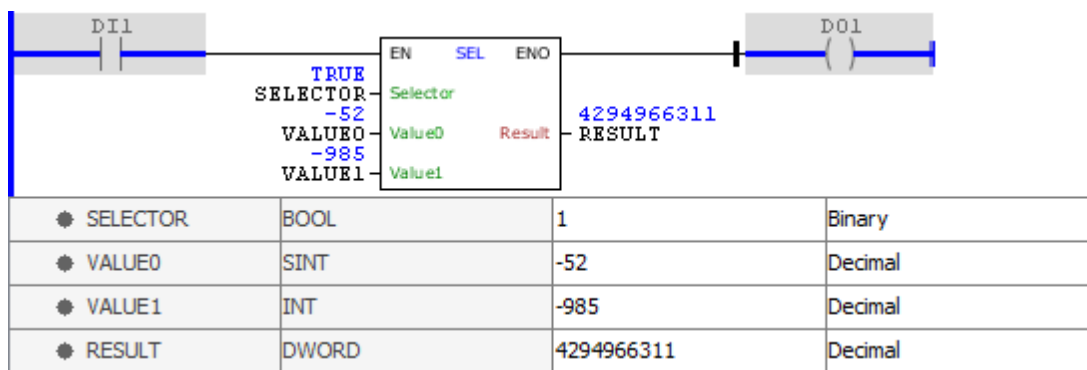 DI1 DO1
EN SEL ENO
TRUE
SELECTOR Selector
-52 4294966311
VALUE0 Value0 Result RESULT
-985
VALUE1 Value1
SELECTOR BOOL 1 Binary
VALUE0 SINT -52 Decimal
VALUE1 INT -985 Decimal
RESULT DWORD 4294966311 Decimal